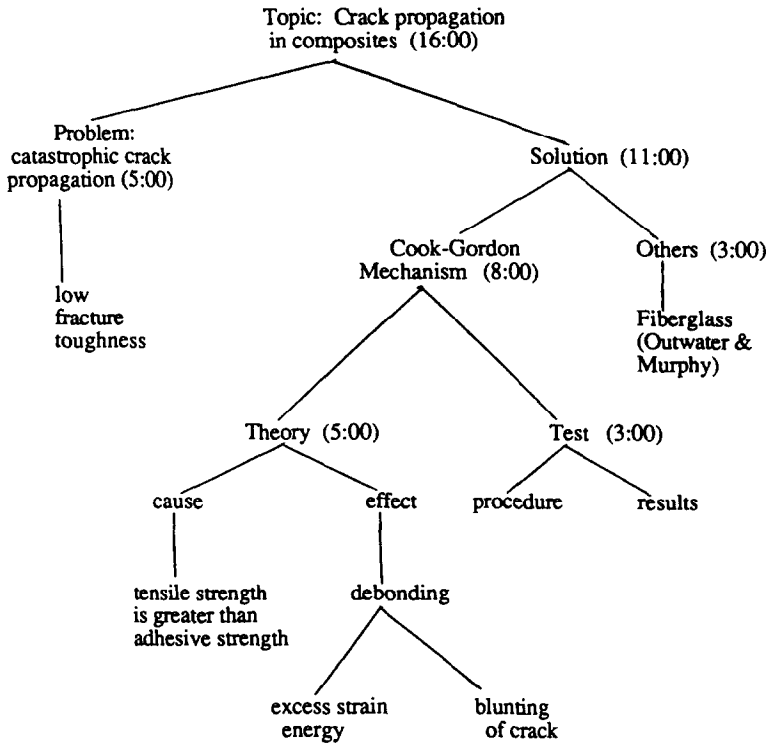 Topic: Crack propagation
in composites (16:00)
Problem:
catastrophic crack
propagation (5:00)
Solution (11:00)
low
fracture
toughness
Cook-Gordon
Mechanism (8:00)
Others (3:00)
Fiberglass
(Outwater &
Murphy)
Theory (5:00)
Test (3:00)
cause
effect
procedure
results
tensile strength
is greater than
adhesive strength
debonding
excess strain
energy
blunting
of crack